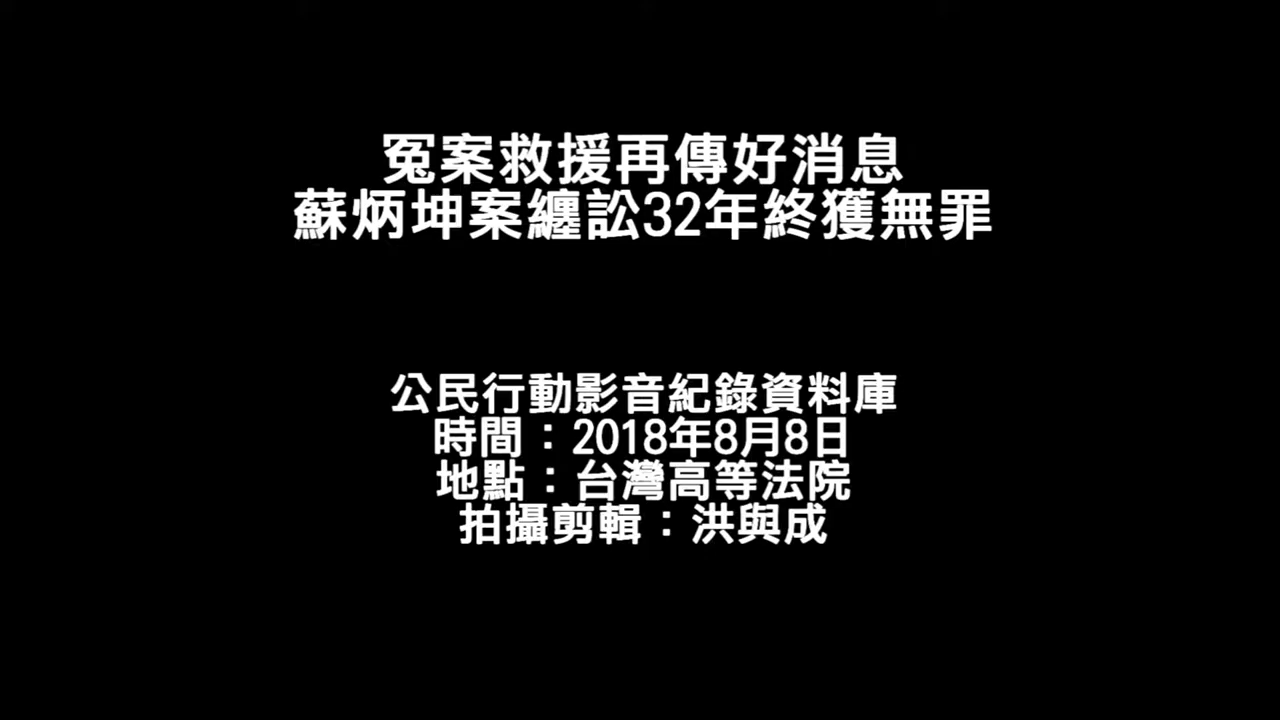 冤案救援再傳好消息
蘇炳坤案纏訟32年終獲無罪
公民行動影音紀錄資料庫
時間：2018年8月8日
地點：台灣高等法院
拍攝剪輯：洪與成